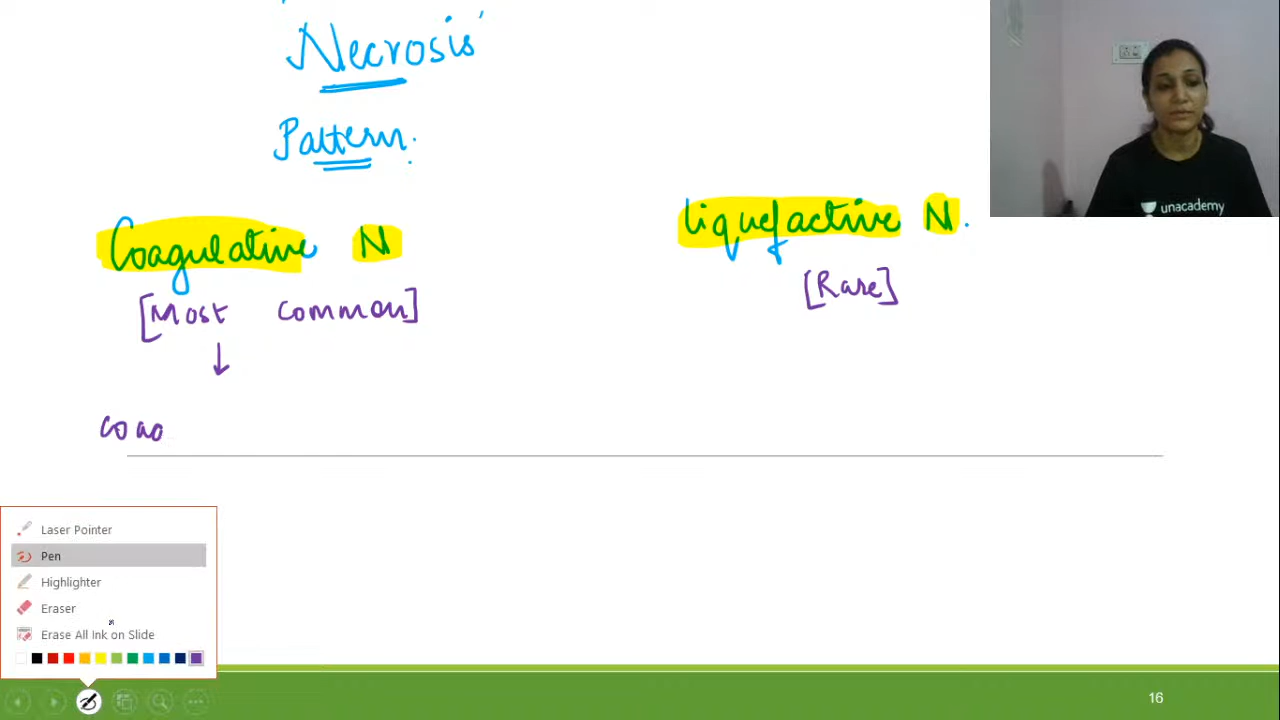 'Necrosis'
Pattern.
Coagulative N
liquefactive N.
[Most common]
[Rare]
↓
coao
unacademy
Laser Pointer
Pen
Highlighter
Eraser
Erase All Ink on Slide
16